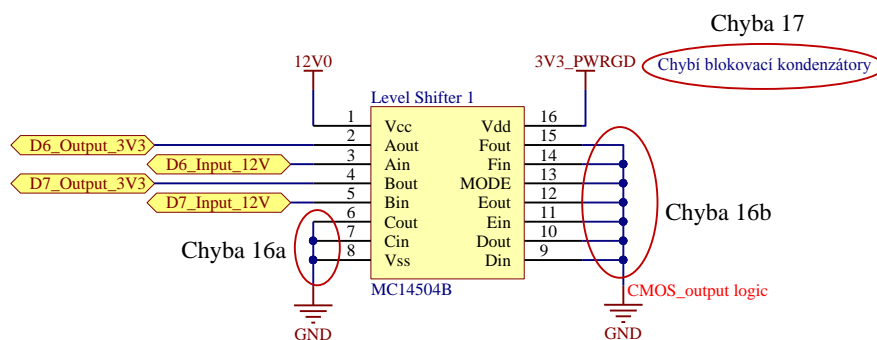 Chyba 17
12V0
3V3_PWRGD
Chybí blokovací kondenzátory
Level Shifter 1
1 Vcc Vdd 16
2 Aout Fout 15
D6_Output_3V3
3 Ain Fin 14
D6_Input_12V
4 Bout MODE 13
D7_Output_3V3
5 Bin Eout 12
D7_Input_12V
6 Cout Ein 11
Chyba 16b
7 Cin Dout 10
Chyba 16a
8 Vss Din 9
MC14504B
CMOS_output logic
GND
GND